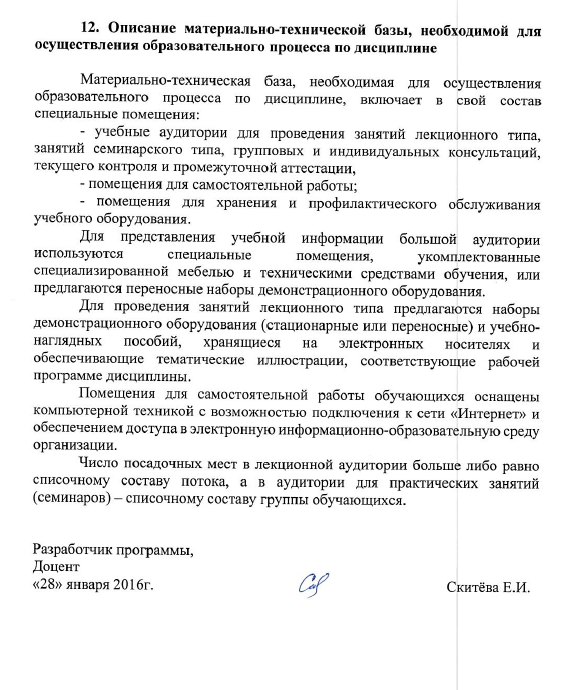 12. Описание материально-технической базы, необходимой для
осуществления образовательного процесса по дисциплине
Материально-техническая база, необходимая для осуществления
образовательного процесса по дисциплине, включает в свой состав
специальные помещения:
- учебные аудитории для проведения занятий лекционного типа,
занятий семинарского типа, групповых и индивидуальных консультаций,
текущего контроля и промежуточной аттестации,
- помещения для самостоятельной работы;
- помещения для хранения и профилактического обслуживания
учебного оборудования.
Для представления учебной информации большой аудитории
используются специальные помещения, укомплектованные
специализированной мебелью и техническими средствами обучения, или
предлагаются переносные наборы демонстрационного оборудования.
Для проведения занятий лекционного типа предлагаются наборы
демонстрационного оборудования (стационарные или переносные) и учебно-
наглядных пособий, хранящиеся на электронных носителях и
обеспечивающие тематические иллюстрации, соответствующие рабочей
программе дисциплины.
Помещения для самостоятельной работы обучающихся оснащены
компьютерной техникой с возможностью подключения к сети «Интернет» и
обеспечением доступа в электронную информационно-образовательную среду
организации.
Число посадочных мест в лекционной аудитории больше либо равно
списочному составу потока, а в аудитории для практических занятий
(семинаров) – списочному составу группы обучающихся.
Разработчик программы,
Доцент
«28» января 2016г. Скитёва Е.И.